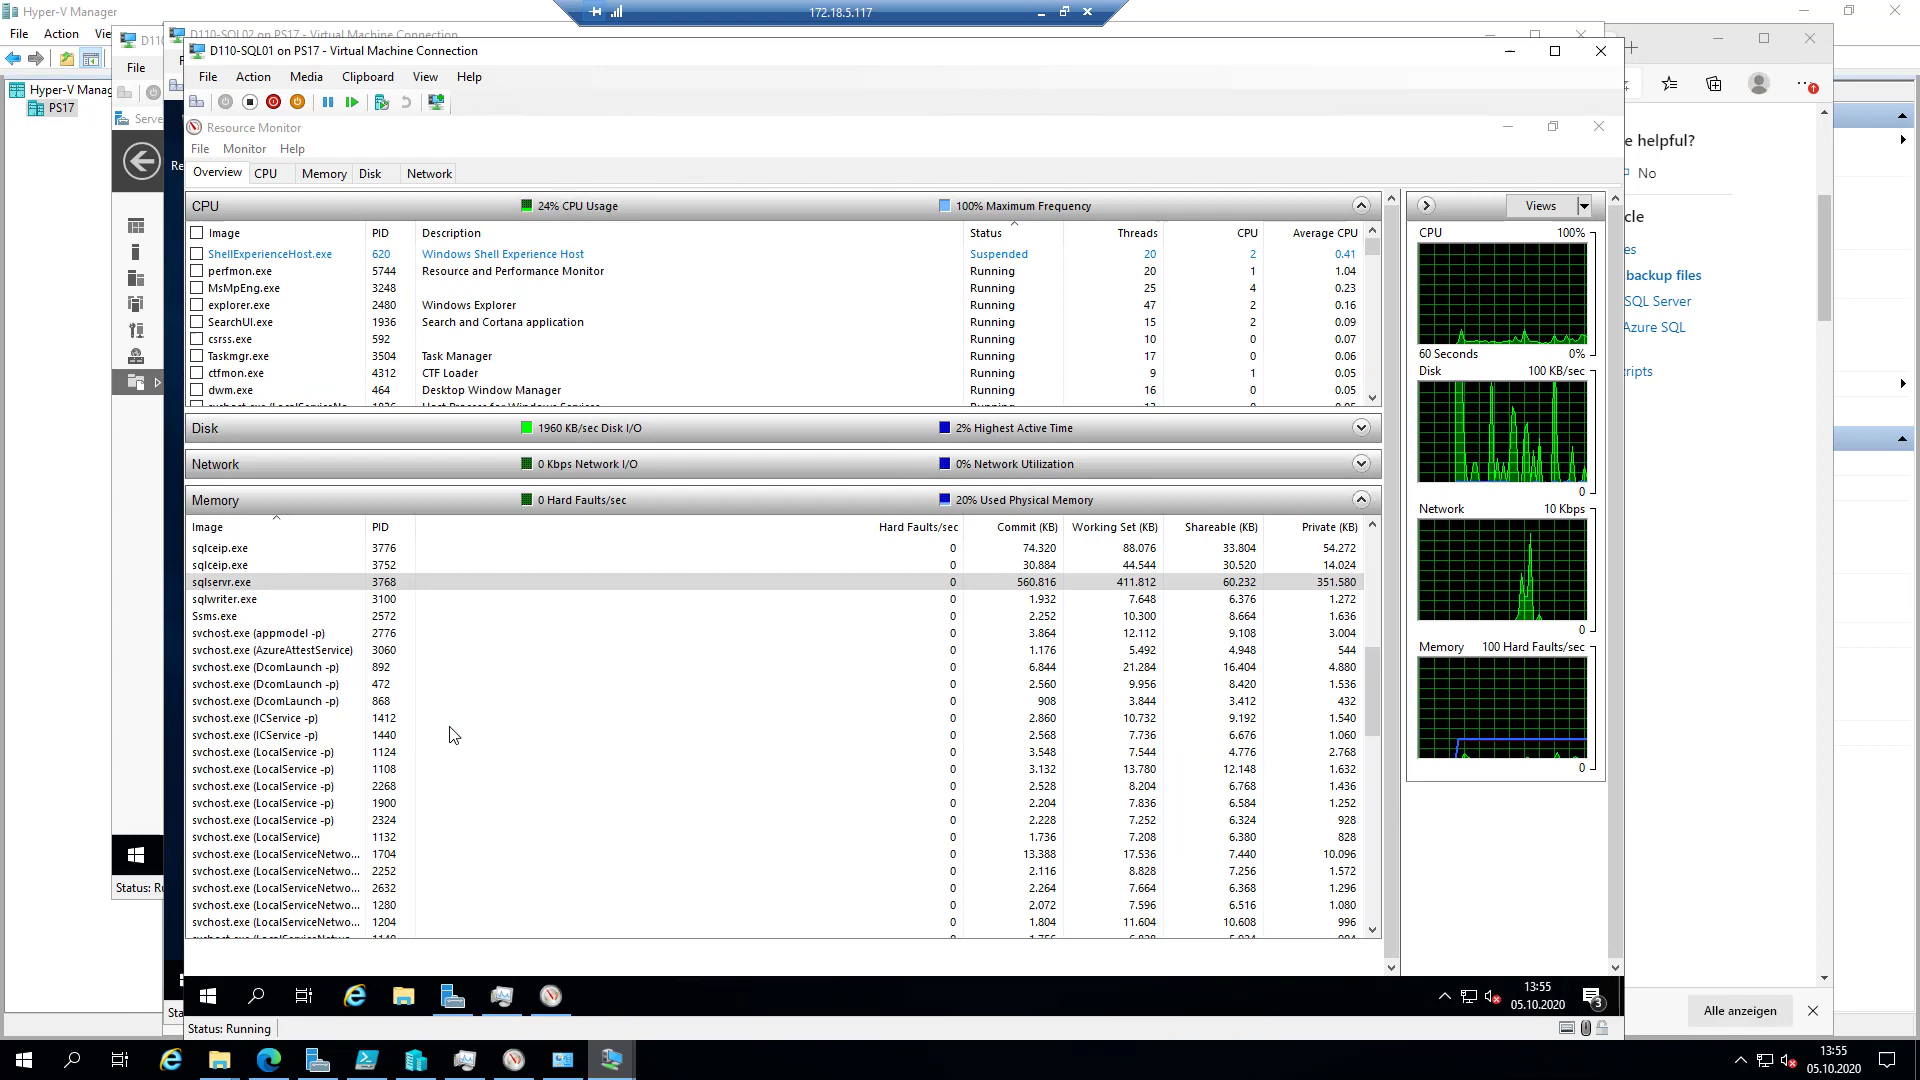 Hyper-V Manager
172.18.5.117
File Action Vie
Hyper-V Manag
PS17
D110
File
Serve
D110-SQL02 on PS17 - Virtual Machine Connection
D110-SQL01 on PS17 - Virtual Machine Connection
File Action Media Clipboard View Help
Resource Monitor
File Monitor Help
Overview CPU Memory Disk Network
CPU 24% CPU Usage 100% Maximum Frequency
Image PID Description Status Threads CPU Average CPU
ShellExperienceHost.exe 620 Windows Shell Experience Host Suspended 20 2 0.41
perfmon.exe 5744 Resource and Performance Monitor Running 20 1 1.04
MsMpEng.exe 3248 Running 25 4 0.23
explorer.exe 2480 Windows Explorer Running 47 2 0.16
SearchUI.exe 1936 Search and Cortana application Running 15 2 0.09
csrss.exe 592 Running 10 0 0.07
Taskmgr.exe 3504 Task Manager Running 17 0 0.06
ctfmon.exe 4312 CTF Loader Running 9 1 0.05
dwm.exe 464 Desktop Window Manager Running 16 0 0.05
Disk 1960 KB/sec Disk I/O 2% Highest Active Time
Network 0 Kbps Network I/O 0% Network Utilization
Memory 0 Hard Faults/sec 20% Used Physical Memory
Image PID Hard Faults/sec Commit (KB) Working Set (KB) Shareable (KB) Private (KB)
sqlceip.exe 3776 0 74.320 88.076 33.804 54.272
sqlceip.exe 3752 0 30.884 44.544 30.520 14.024
sqlservr.exe 3768 0 560.816 411.812 60.232 351.580
sqlwriter.exe 3100 0 1.932 7.648 6.376 1.272
Ssms.exe 2572 0 2.252 10.300 8.664 1.636
svchost.exe (appmodel -p) 2776 0 3.864 12.112 9.108 3.004
svchost.exe (AzureAttestService) 3060 0 1.176 5.492 4.948 544
svchost.exe (DcomLaunch -p) 892 0 6.844 21.284 16.404 4.880
svchost.exe (DcomLaunch -p) 472 0 2.560 9.956 8.420 1.536
svchost.exe (DcomLaunch -p) 868 0 908 3.844 3.412 432
svchost.exe (ICService -p) 1412 0 2.860 10.732 9.192 1.540
svchost.exe (ICService -p) 1440 0 2.568 7.736 6.676 1.060
svchost.exe (LocalService -p) 1124 0 3.548 7.544 4.776 2.768
svchost.exe (LocalService -p) 1108 0 3.132 13.780 12.148 1.632
svchost.exe (LocalService -p) 2268 0 2.528 8.204 6.768 1.436
svchost.exe (LocalService -p) 1900 0 2.204 7.836 6.584 1.252
svchost.exe (LocalService -p) 2324 0 2.228 7.252 6.324 928
svchost.exe (LocalService) 1132 0 1.736 7.208 6.380 828
svchost.exe (LocalServiceNetwo... 1704 0 13.388 17.536 7.440 10.096
svchost.exe (LocalServiceNetwo... 2252 0 2.116 8.828 7.256 1.572
svchost.exe (LocalServiceNetwo... 2632 0 2.264 7.664 6.368 1.296
svchost.exe (LocalServiceNetwo... 1280 0 2.072 7.596 6.516 1.080
svchost.exe (LocalServiceNetwo... 1204 0 1.804 11.604 10.608 996
Views
CPU 100%
60 Seconds 0%
Disk 100 KB/sec
0
Network 10 Kbps
0
Memory 100 Hard Faults/sec
0
e helpful?
No
cle
es
backup files
SQL Server
Azure SQL
ripts
13:55
05.10.2020
3
Status: Running
Status: Ru
Sta
Alle anzeigen
13:55
05.10.2020